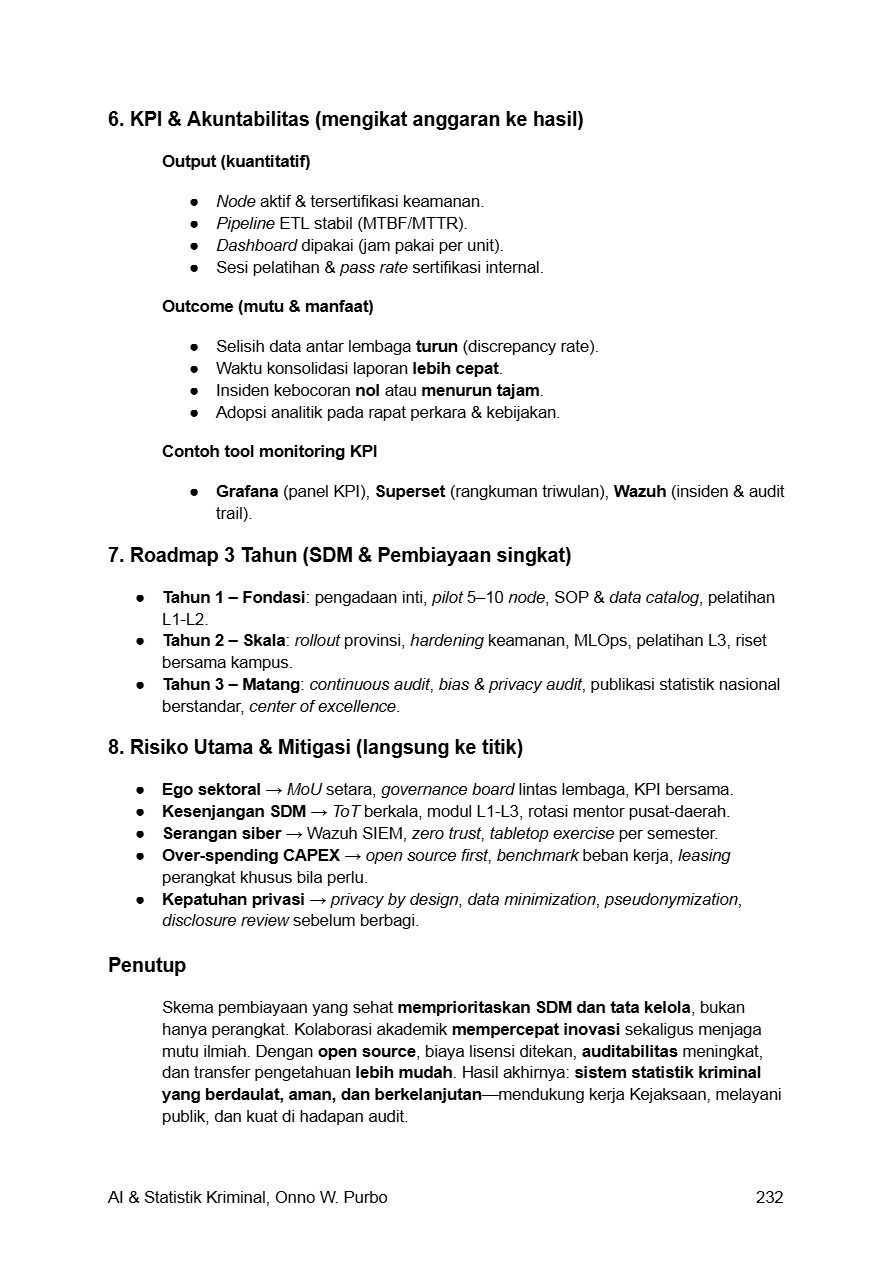 6. KPI & Akuntabilitas (mengikat anggaran ke hasil)
Output (kuantitatif)
● Node aktif & tersertifikasi keamanan.
● Pipeline ETL stabil (MTBF/MTTR).
● Dashboard dipakai (jam pakai per unit).
● Sesi pelatihan & pass rate sertifikasi internal.
Outcome (mutu & manfaat)
● Selisih data antar lembaga turun (discrepancy rate).
● Waktu konsolidasi laporan lebih cepat.
● Insiden kebocoran nol atau menurun tajam.
● Adopsi analitik pada rapat perkara & kebijakan.
Contoh tool monitoring KPI
● Grafana (panel KPI), Superset (rangkuman triwulan), Wazuh (insiden & audit
trail).
7. Roadmap 3 Tahun (SDM & Pembiayaan singkat)
● Tahun 1 – Fondasi: pengadaan inti, pilot 5–10 node, SOP & data catalog, pelatihan
L1-L2.
● Tahun 2 – Skala: rollout provinsi, hardening keamanan, MLOps, pelatihan L3, riset
bersama kampus.
● Tahun 3 – Matang: continuous audit, bias & privacy audit, publikasi statistik nasional
berstandar, center of excellence.
8. Risiko Utama & Mitigasi (langsung ke titik)
● Ego sektoral → MoU setara, governance board lintas lembaga, KPI bersama.
● Kesenjangan SDM → ToT berkala, modul L1-L3, rotasi mentor pusat-daerah.
● Serangan siber → Wazuh SIEM, zero trust, tabletop exercise per semester.
● Over-spending CAPEX → open source first, benchmark beban kerja, leasing
perangkat khusus bila perlu.
● Kepatuhan privasi → privacy by design, data minimization, pseudonymization,
disclosure review sebelum berbagi.
Penutup
Skema pembiayaan yang sehat memprioritaskan SDM dan tata kelola, bukan
hanya perangkat. Kolaborasi akademik mempercepat inovasi sekaligus menjaga
mutu ilmiah. Dengan open source, biaya lisensi ditekan, auditabilitas meningkat,
dan transfer pengetahuan lebih mudah. Hasil akhirnya: sistem statistik kriminal
yang berdaulat, aman, dan berkelanjutan—mendukung kerja Kejaksaan, melayani
publik, dan kuat di hadapan audit.
AI & Statistik Kriminal, Onno W. Purbo 232